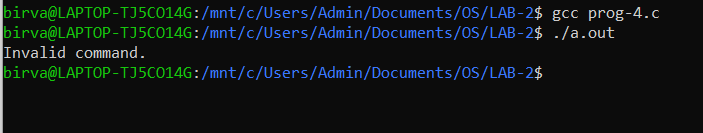 birva@LAPTOP-TJ5CO14G:/mnt/c/Users/Admin/Documents/OS/LAB-2$ gcc prog-4.c
birva@LAPTOP-TJ5CO14G:/mnt/c/Users/Admin/Documents/OS/LAB-2$ ./a.out
Invalid command.
birva@LAPTOP-TJ5CO14G:/mnt/c/Users/Admin/Documents/OS/LAB-2$